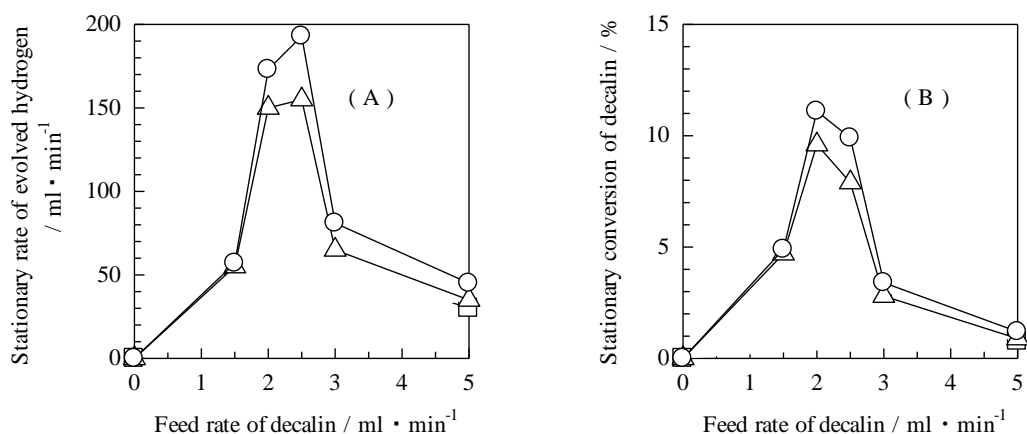 Stationary rate of evolved hydrogen
/ ml・min-1
200
150
100
50
0
( A )
0 1 2 3 4 5
Feed rate of decalin / ml・min-1
Stationary conversion of decalin / %
15
10
5
0
( B )
0 1 2 3 4 5
Feed rate of decalin / ml・min-1